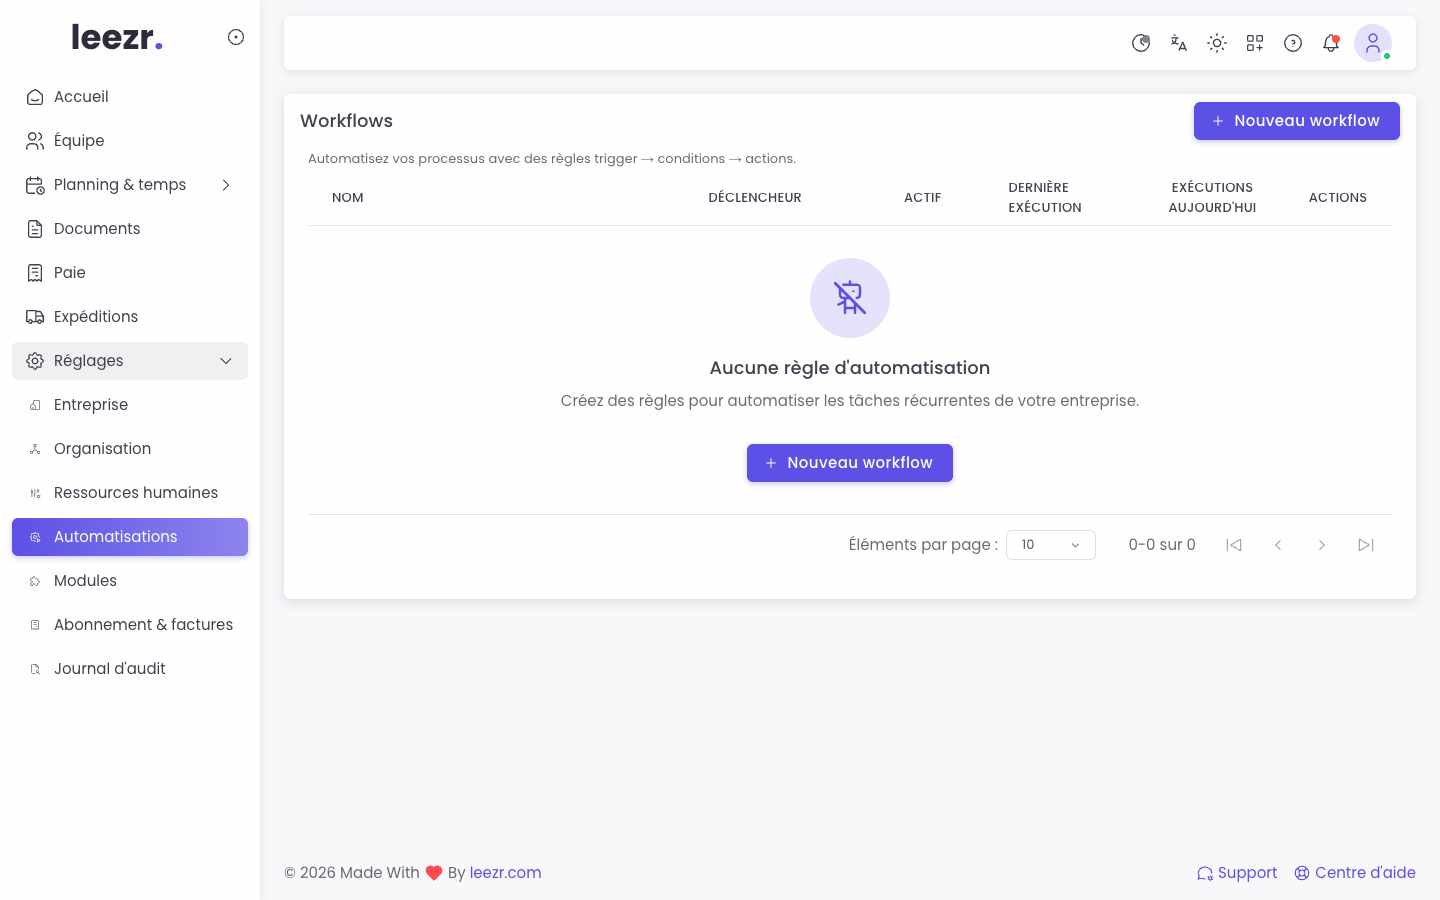 leezr.
Accueil
Équipe
Planning & temps
Documents
Paie
Expéditions
Réglages
Entreprise
Organisation
Ressources humaines
Automatisations
Modules
Abonnement & factures
Journal d'audit
Workflows
Nouveau workflow
Automatisez vos processus avec des règles trigger → conditions → actions.
NOM
DÉCLENCHEUR
ACTIF
DERNIÈRE
EXÉCUTION
EXÉCUTIONS
AUJOURD'HUI
ACTIONS
Aucune règle d'automatisation
Créez des règles pour automatiser les tâches récurrentes de votre entreprise.
Nouveau workflow
Éléments par page : 10 0-0 sur 0
© 2026 Made With ❤ By leezr.com
Support Centre d'aide